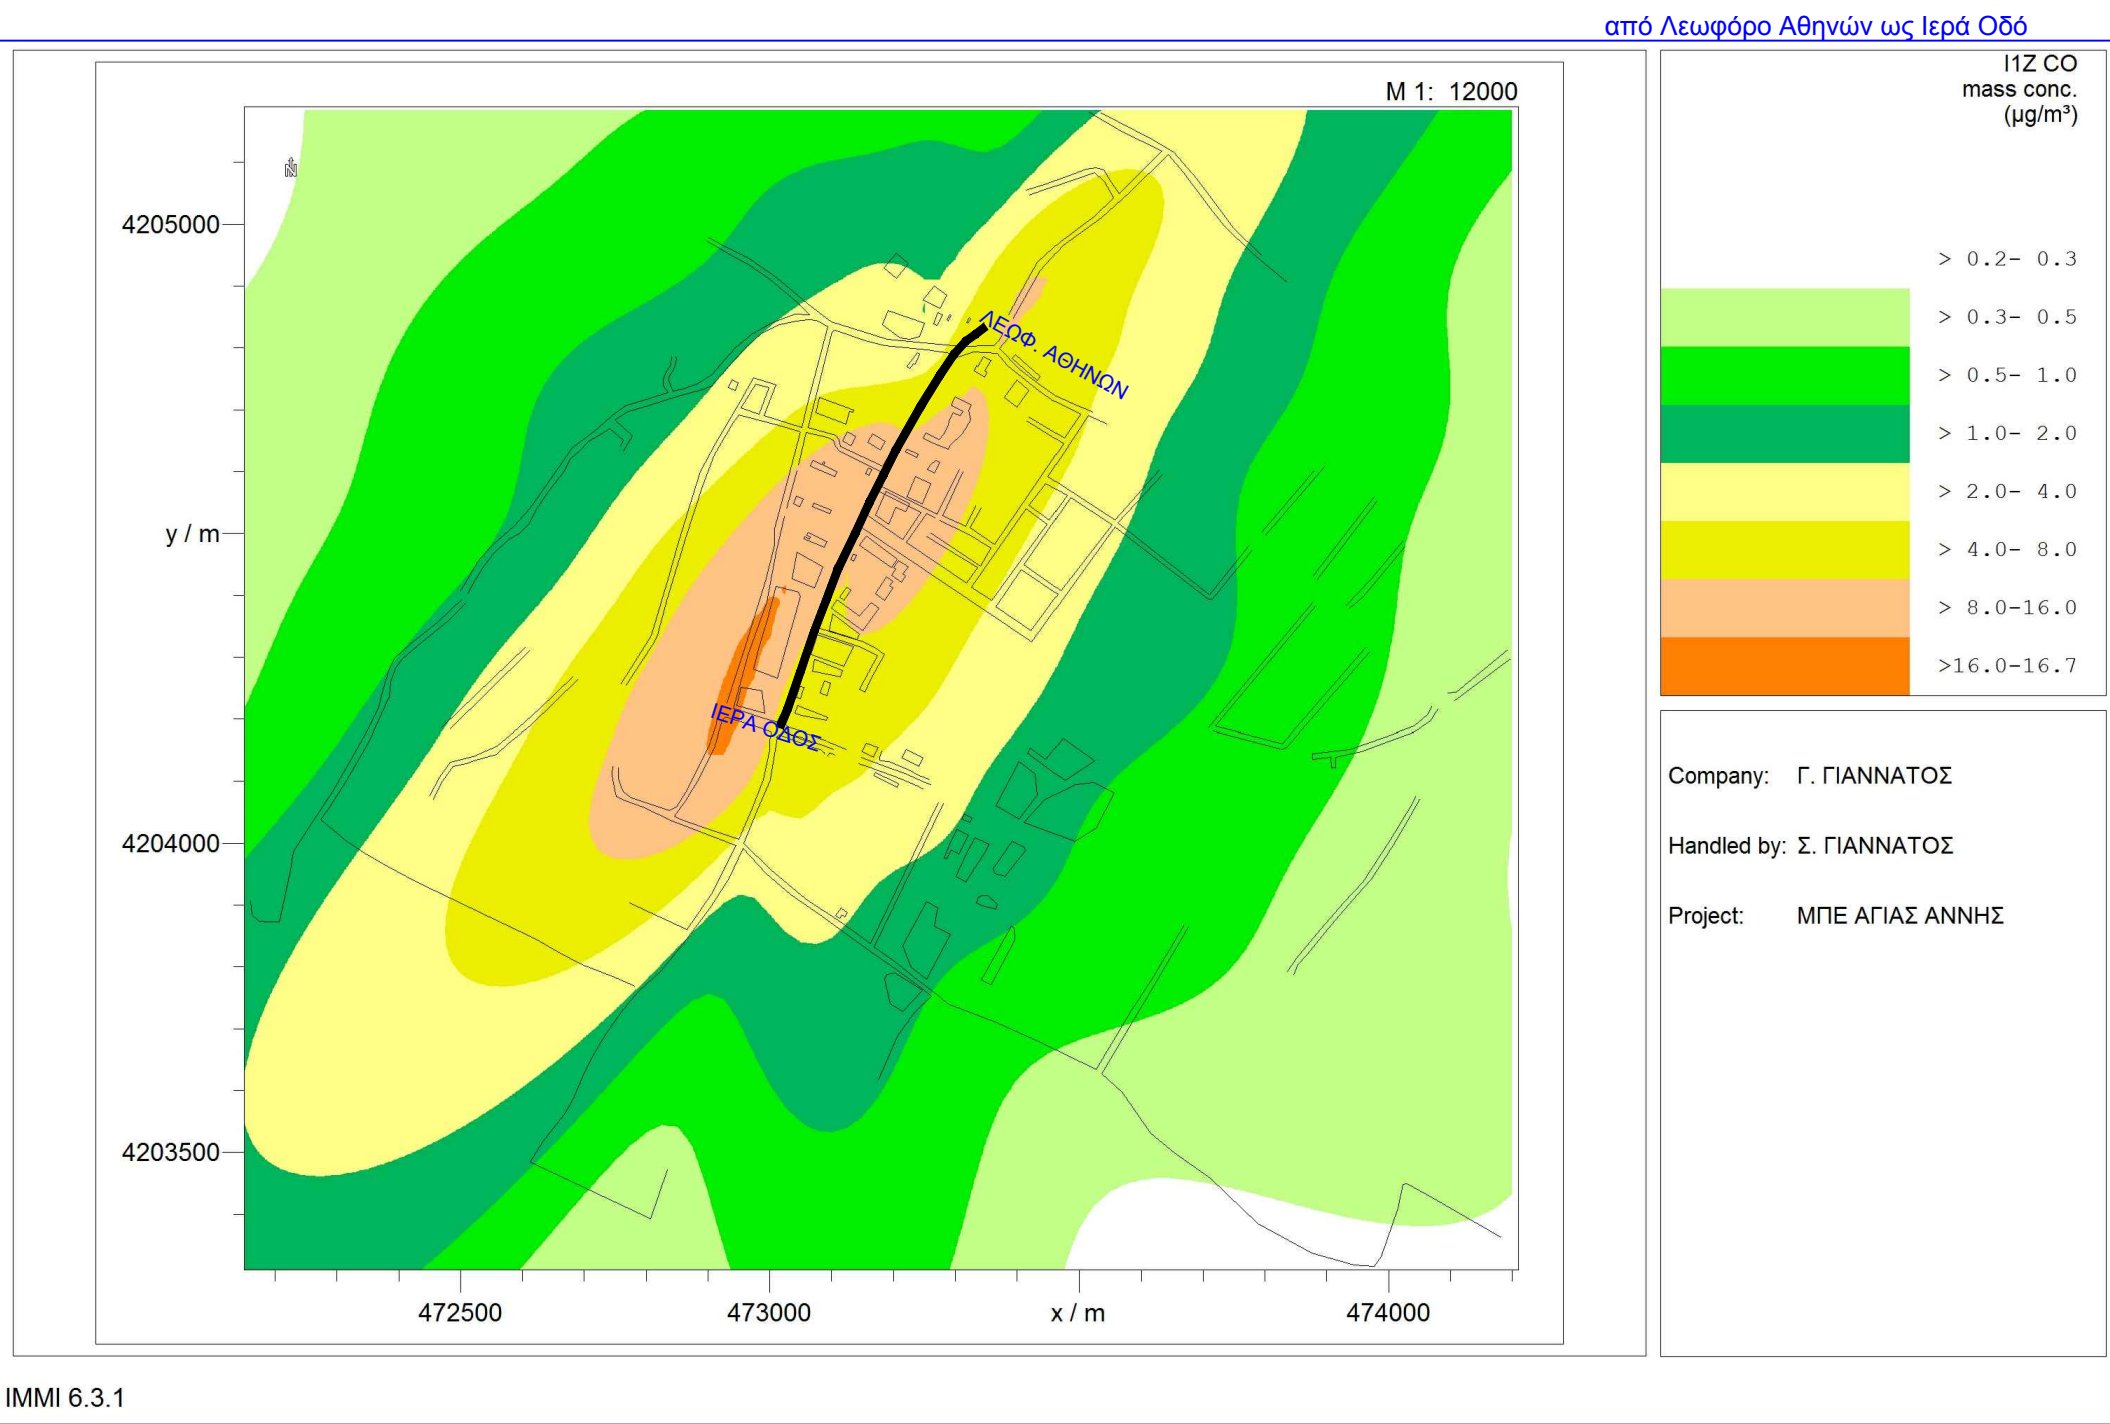 από Λεωφόρο Αθηνών ως Ιερά Οδό
M 1: 12000
I1Z CO
mass conc.
(µg/m³)
> 0.2- 0.3
> 0.3- 0.5
> 0.5- 1.0
> 1.0- 2.0
> 2.0- 4.0
> 4.0- 8.0
> 8.0-16.0
>16.0-16.7
4205000
y / m
4204000
4203500
472500
473000
x / m
474000
N
ΛΕΩΦ. ΑΘΗΝΩΝ
ΙΕΡΑ ΟΔΟΣ
Company: Γ. ΓΙΑΝΝΑΤΟΣ
Handled by: Σ. ΓΙΑΝΝΑΤΟΣ
Project: ΜΠΕ ΑΓΙΑΣ ΑΝΝΗΣ
IMMI 6.3.1